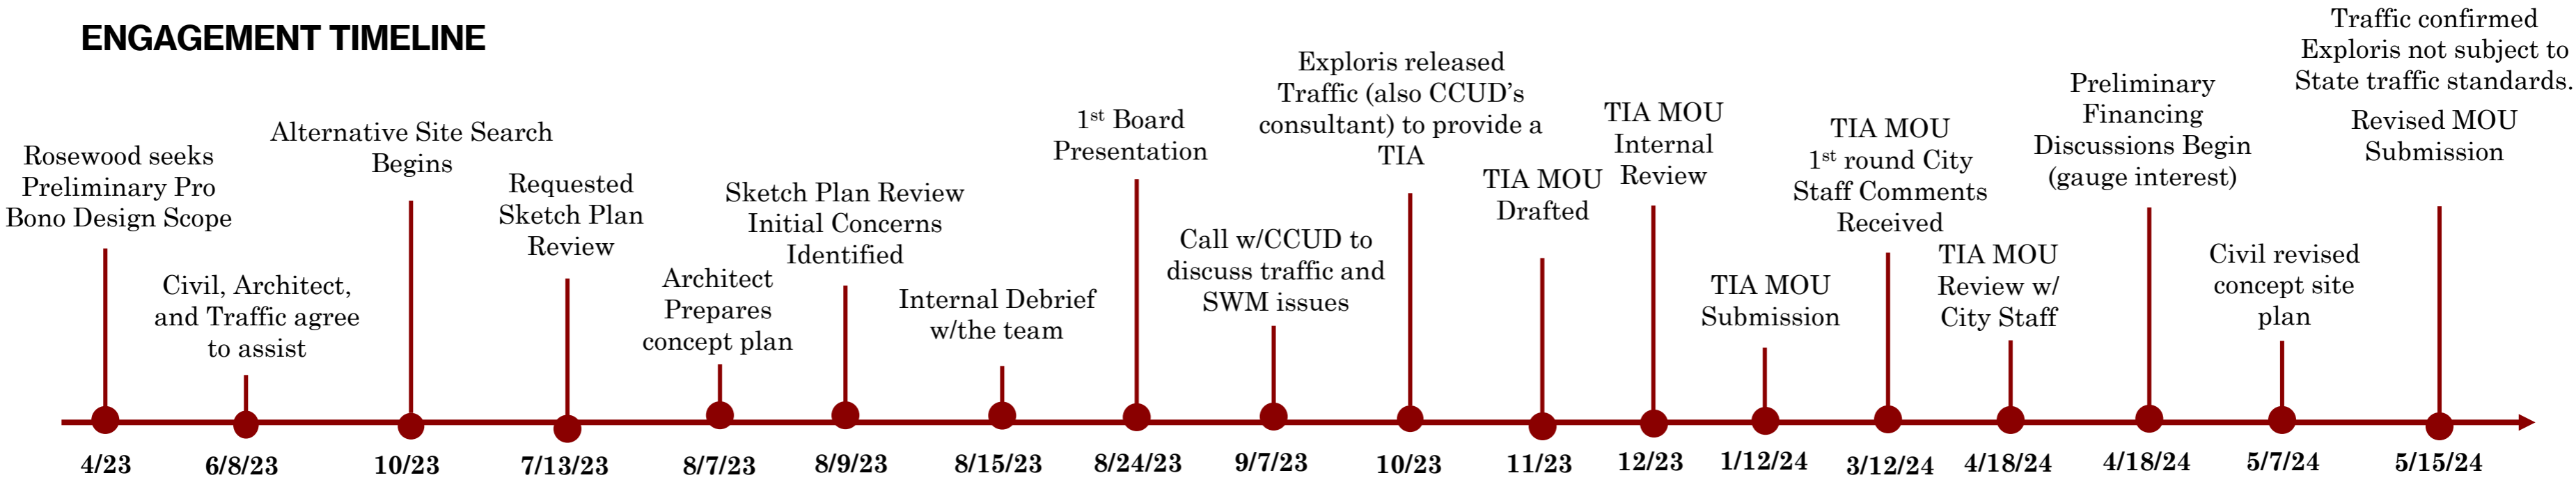 ENGAGEMENT TIMELINE
Rosewood seeks
Preliminary Pro
Bono Design Scope
4/23
Civil, Architect,
and Traffic agree
to assist
6/8/23
Alternative Site Search
Begins
10/23
Requested
Sketch Plan
Review
7/13/23
Architect
Prepares
concept plan
8/7/23
Sketch Plan Review
Initial Concerns
Identified
8/9/23
Internal Debrief
w/the team
8/15/23
1st Board
Presentation
8/24/23
Call w/CCUD to
discuss traffic and
SWM issues
9/7/23
Exploris released
Traffic (also CCUD’s
consultant) to provide a
TIA
10/23
TIA MOU
Drafted
11/23
TIA MOU
Internal
Review
12/23
TIA MOU
Submission
1/12/24
TIA MOU
1st round City
Staff Comments
Received
3/12/24
TIA MOU
Review w/
City Staff
4/18/24
Preliminary
Financing
Discussions Begin
(gauge interest)
4/18/24
Civil revised
concept site
plan
5/7/24
Traffic confirmed
Exploris not subject to
State traffic standards.
Revised MOU
Submission
5/15/24